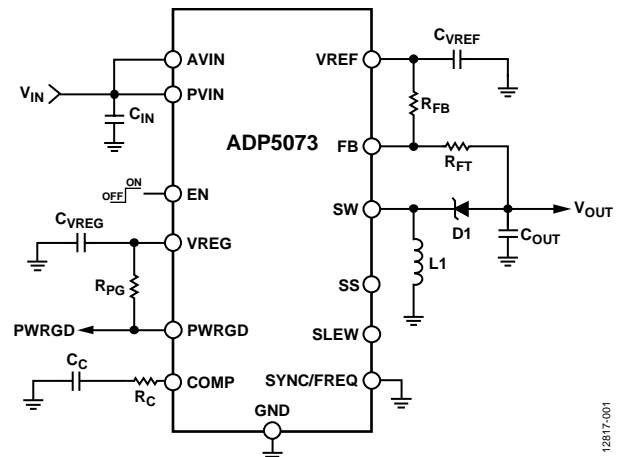 AVIN
VREF
CVREF
VIN
PVIN
CIN
RFB
ADP5073
FB
RFT
ON
OFF
EN
SW
VOUT
CVREG
D1
COUT
VREG
L1
RPG
SS
PWRGD
PWRGD
SLEW
CC
COMP
SYNC/FREQ
RC
GND
12817-001